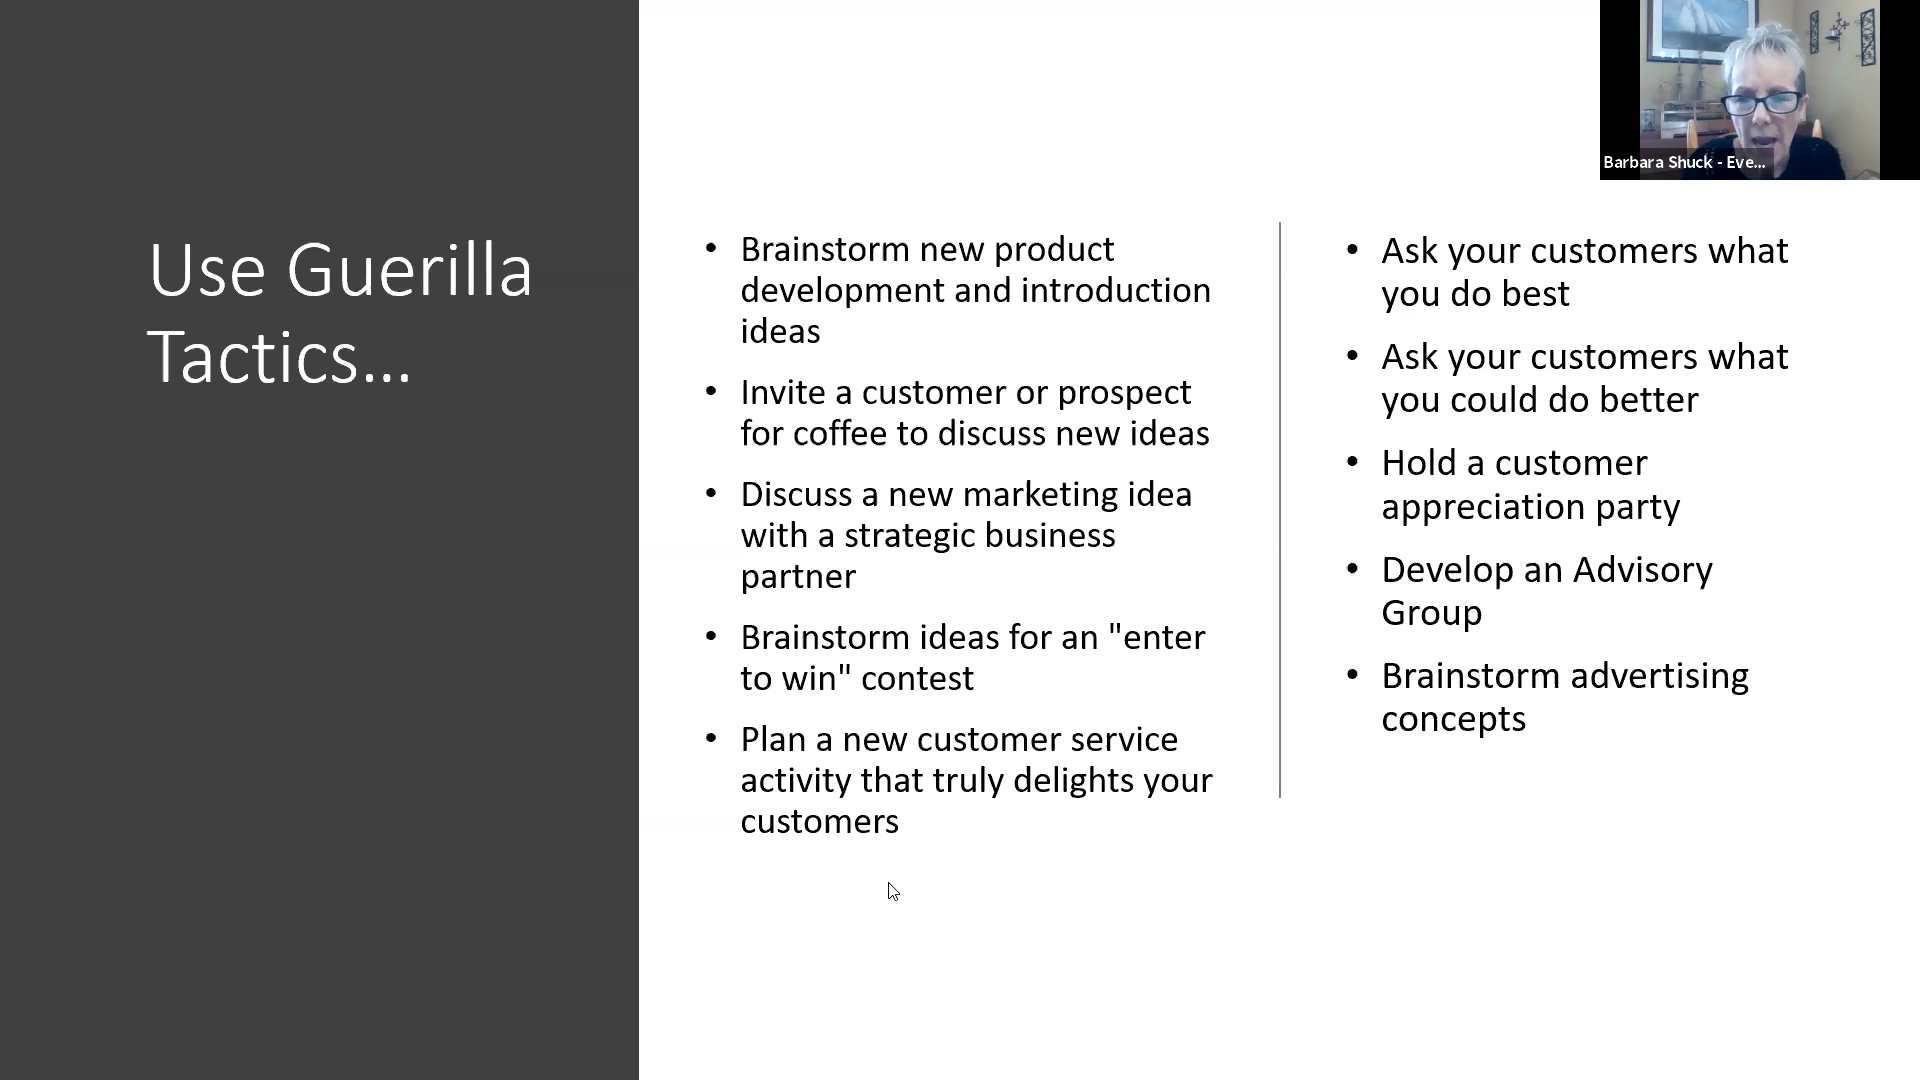 Use Guerilla
Tactics...
• Brainstorm new product
development and introduction
ideas
• Invite a customer or prospect
for coffee to discuss new ideas
• Discuss a new marketing idea
with a strategic business
partner
• Brainstorm ideas for an "enter
to win" contest
• Plan a new customer service
activity that truly delights your
customers
• Ask your customers what
you do best
• Ask your customers what
you could do better
• Hold a customer
appreciation party
• Develop an Advisory
Group
• Brainstorm advertising
concepts
Barbara Shuck - Eve...